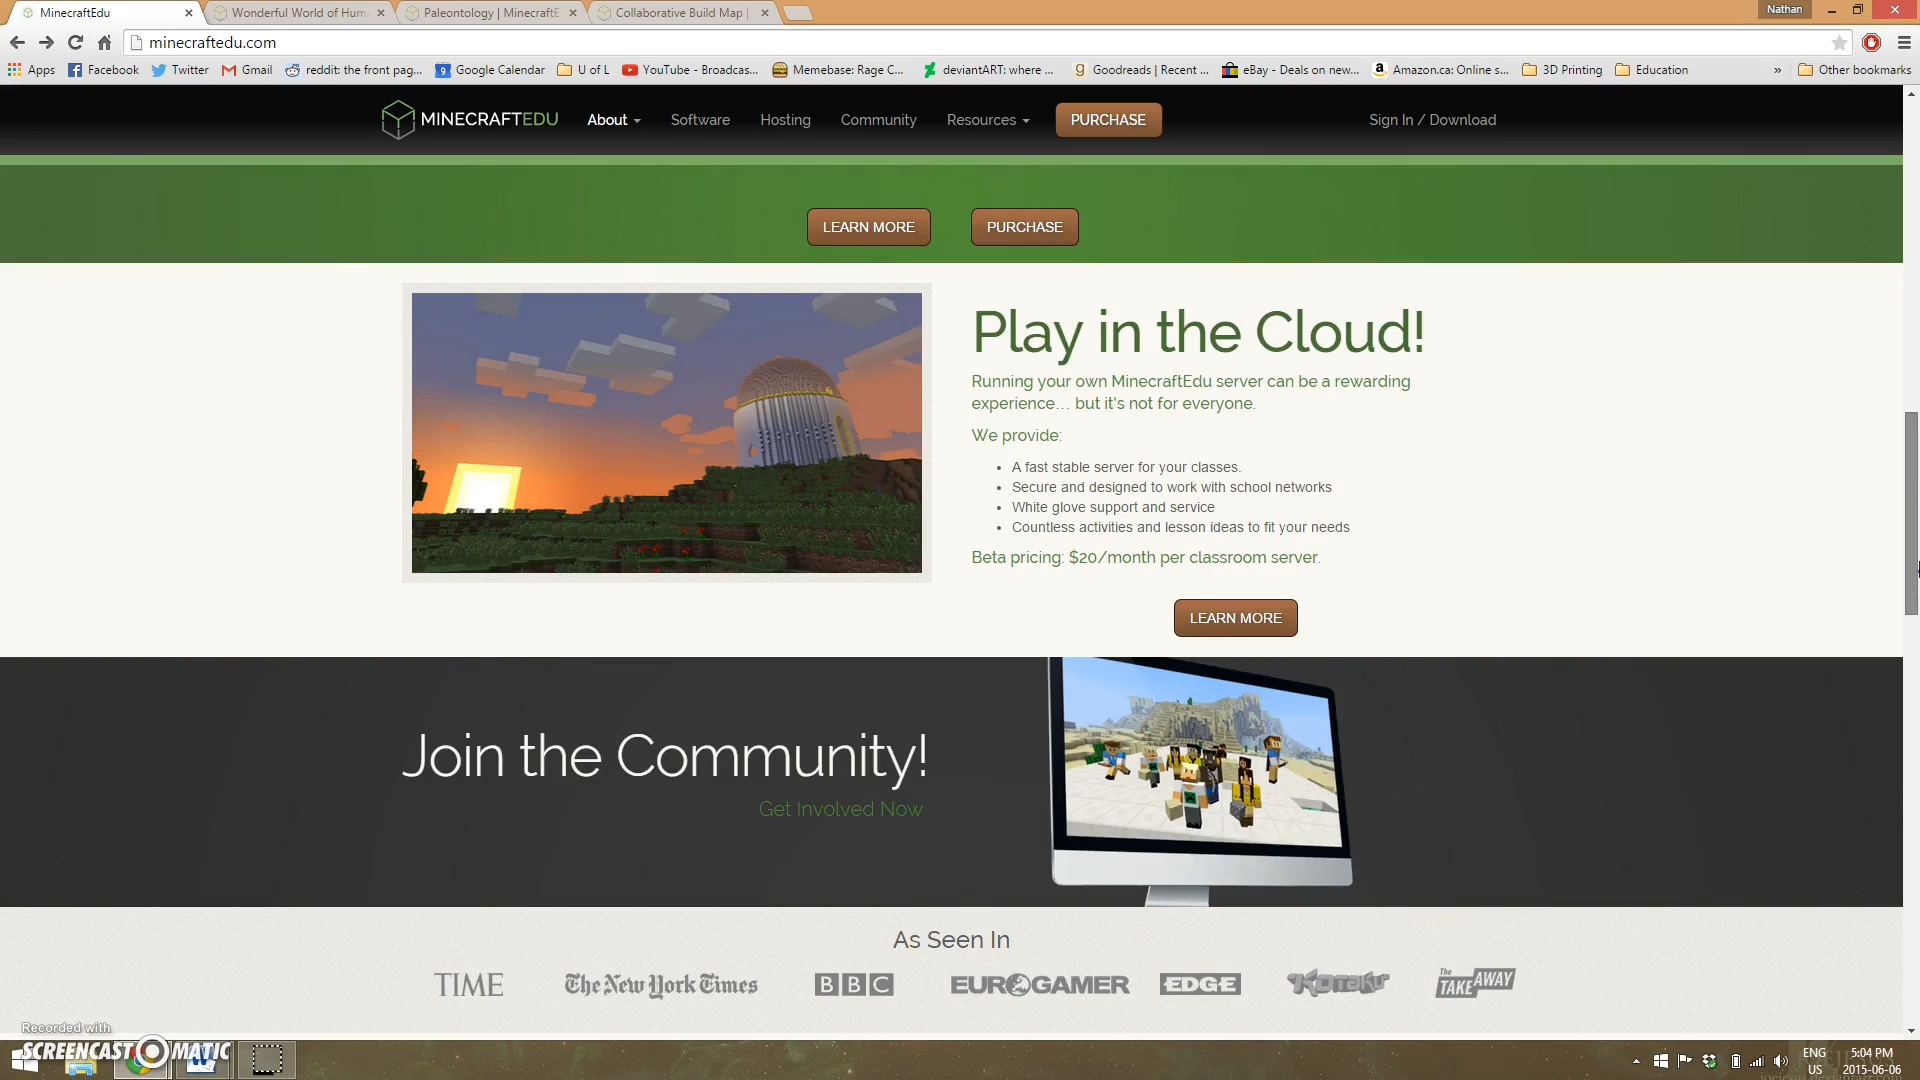 MinecraftEdu
Wonderful World of Hum
Paleontology | MinecraftE
Collaborative Build Map |
Nathan
minecraftedu.com
Apps
Facebook
Twitter
Gmail
reddit: the front pag...
Google Calendar
U of L
YouTube - Broadcas...
Memebase: Rage C...
deviantART: where ...
Goodreads | Recent ...
eBay - Deals on new...
Amazon.ca: Online s...
3D Printing
Education
»
Other bookmarks
MINECRAFTEDU
About
Software
Hosting
Community
Resources
PURCHASE
Sign In / Download
LEARN MORE
PURCHASE
Play in the Cloud!
Running your own MinecraftEdu server can be a rewarding
experience... but it's not for everyone.
We provide:
• A fast stable server for your classes.
• Secure and designed to work with school networks
• White glove support and service
• Countless activities and lesson ideas to fit your needs
Beta pricing: $20/month per classroom server.
LEARN MORE
Join the Community!
Get Involved Now
As Seen In
TIME
The New York Times
BBC
EUROGAMER
EDGE
KOTAKU
The TAKEAWAY
Recorded with
SCREENCAST-O-MATIC
ENG
US
5:04 PM
2015-06-06